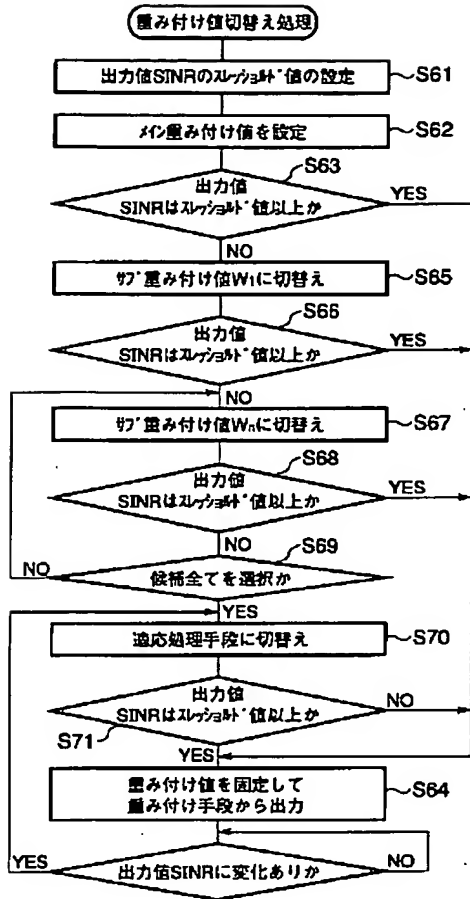 重み付け値切替え処理
出力値SINRのスレッショルド値の設定
S61
メイン重み付け値を設定
S62
S63
出力値
SINRはスレッショルド値以上か
YES
NO
サブ重み付け値W1に切替え
S65
S66
出力値
SINRはスレッショルド値以上か
YES
NO
サブ重み付け値Wnに切替え
S67
S68
出力値
SINRはスレッショルド値以上か
YES
NO
S69
NO
候補全てを選択か
YES
適応処理手段に切替え
S70
出力値
SINRはスレッショルド値以上か
NO
S71
YES
重み付け値を固定して
重み付け手段から出力
S64
YES
出力値SINRに変化ありか
NO